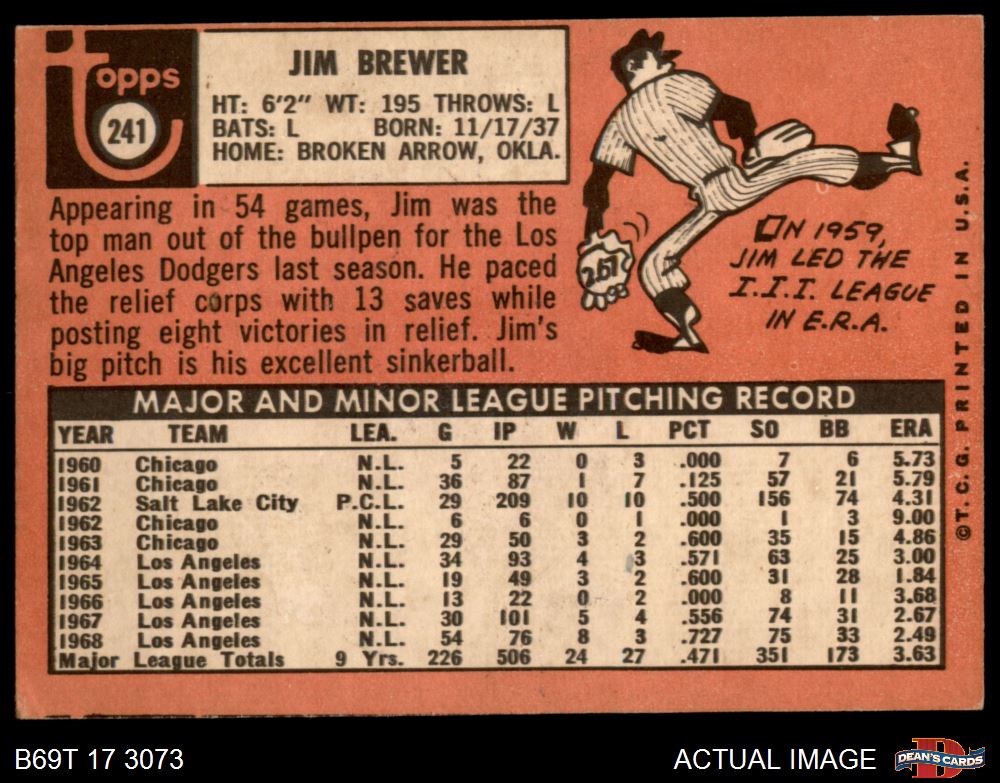 Topps
241
JIM BREWER
HT: 6'2" WT: 195 THROWS: L
BATS: L BORN: 11/17/37
HOME: BROKEN ARROW, OKLA.
Appearing in 54 games, Jim was the
top man out of the bullpen for the Los
Angeles Dodgers last season. He paced
the relief corps with 13 saves while
posting eight victories in relief. Jim's
big pitch is his excellent sinkerball.
2.67
ON 1959,
JIM LED THE
I.I.I. LEAGUE
IN E.R.A.
©T.C.G. PRINTED IN U.S.A.
MAJOR AND MINOR LEAGUE PITCHING RECORD
YEAR TEAM LEA. G IP W L PCT SO BB ERA
1960 Chicago N.L. 5 22 0 3 .000 7 6 5.73
1961 Chicago N.L. 36 87 1 7 .125 57 21 5.79
1962 Salt Lake City P.C.L. 29 209 10 10 .500 156 74 4.31
1962 Chicago N.L. 6 6 0 1 .000 1 3 9.00
1963 Chicago N.L. 29 50 3 2 .600 35 15 4.86
1964 Los Angeles N.L. 34 93 4 3 .571 63 25 3.00
1965 Los Angeles N.L. 19 49 3 2 .600 31 28 1.84
1966 Los Angeles N.L. 13 22 0 2 .000 8 11 3.68
1967 Los Angeles N.L. 30 101 5 4 .556 74 31 2.67
1968 Los Angeles N.L. 54 76 8 3 .727 75 33 2.49
Major League Totals 9 Yrs. 226 506 24 27 .471 351 173 3.63
B69T 17 3073
ACTUAL IMAGE
DEAN'S CARDS